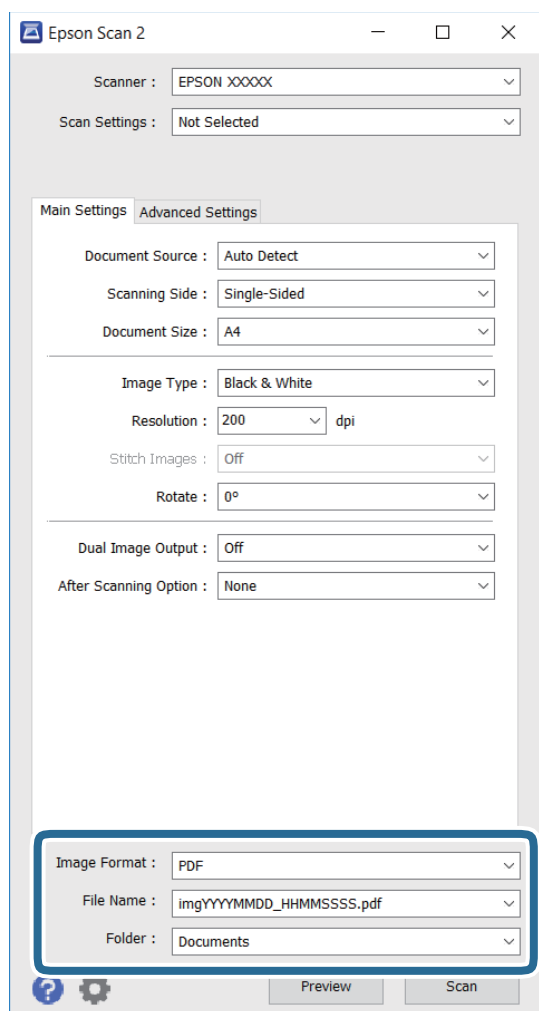 Epson Scan 2
Scanner : EPSON XXXXX
Scan Settings : Not Selected
Main Settings Advanced Settings
Document Source : Auto Detect
Scanning Side : Single-Sided
Document Size : A4
Image Type : Black & White
Resolution : 200 dpi
Stitch Images : Off
Rotate : 0°
Dual Image Output : Off
After Scanning Option : None
Image Format : PDF
File Name : imgYYYYMMDD_HHMMSSSS.pdf
Folder : Documents
? Preview Scan